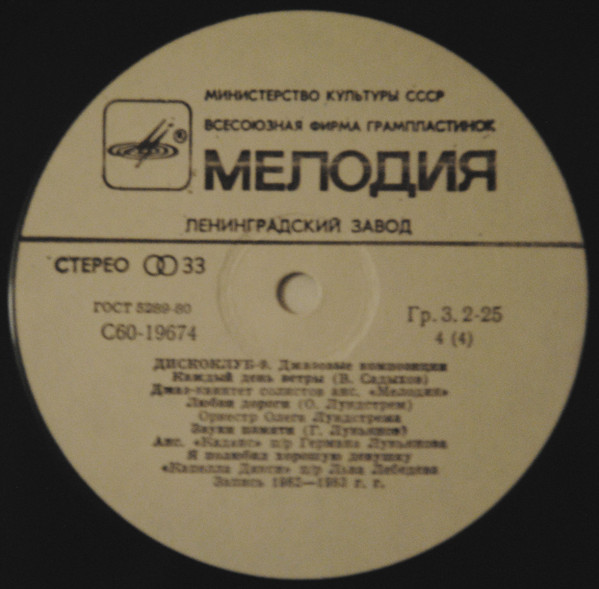 МИНИСТЕРСТВО КУЛЬТУРЫ СССР
ВСЕСОЮЗНАЯ ФИРМА ГРАМПЛАСТИНОК
®
МЕЛОДИЯ
ЛЕНИНГРАДСКИЙ ЗАВОД
СТЕРЕО 33
ГОСТ 5289-80
Гр. 3. 2-25
С60-19674
4 (4)
ДИСКОКЛУБ-9. Джазовые композиции
Каждый день ветры (В. Садыхов)
Джаз-квинтет солистов анс. «Мелодия»
Любви дороги (О. Лундстрем)
Оркестр Олега Лундстрема
Звуки памяти (Г. Лукьянов)
Анс. «Каданс» п/р Германа Лукьянова
Я полюбил хорошую девушку
«Капелла Дикси» п/р Льва Лебедева
Запись 1982—1983 г. г.